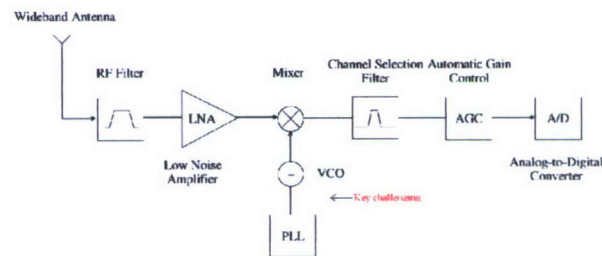 Wideband Antenna
RF Filter
Mixer
Channel Selection
Filter
Automatic Gain
Control
LNA
AGC
A/D
Low Noise
Amplifier
VCO
Analog-to-Digital
Converter
Key challenge
PLL